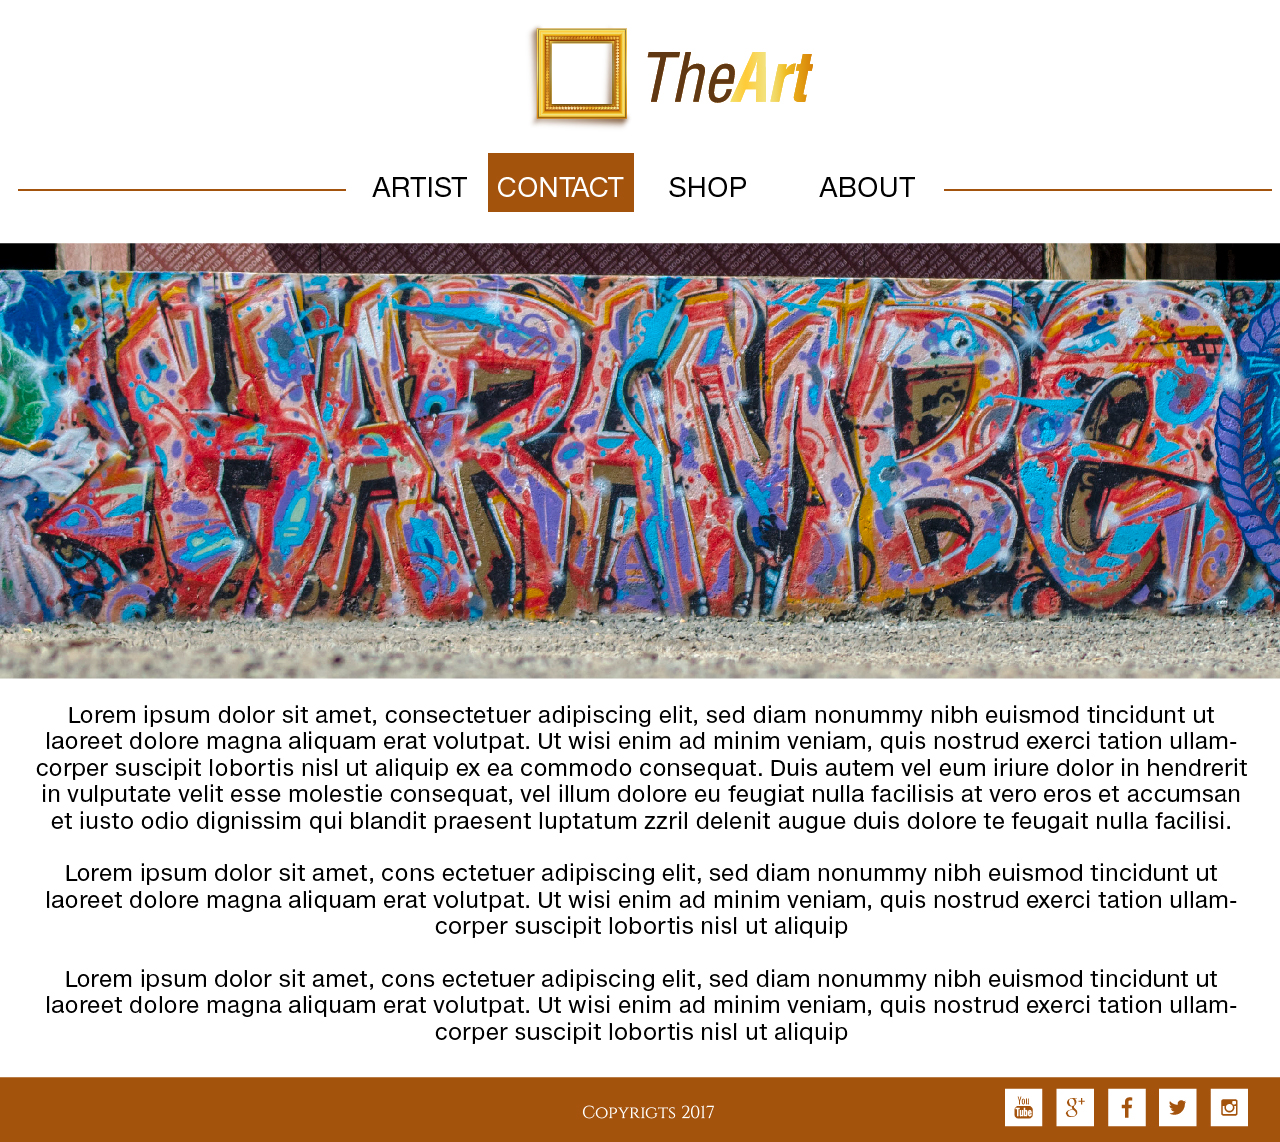 TheArt
ARTIST CONTACT SHOP ABOUT
HARAMBE
Lorem ipsum dolor sit amet, consectetuer adipiscing elit, sed diam nonummy nibh euismod tincidunt ut
laoreet dolore magna aliquam erat volutpat. Ut wisi enim ad minim veniam, quis nostrud exerci tation ullam-
corper suscipit lobortis nisl ut aliquip ex ea commodo consequat. Duis autem vel eum iriure dolor in hendrerit
in vulputate velit esse molestie consequat, vel illum dolore eu feugiat nulla facilisis at vero eros et accumsan
et iusto odio dignissim qui blandit praesent luptatum zzril delenit augue duis dolore te feugait nulla facilisi.
Lorem ipsum dolor sit amet, cons ectetuer adipiscing elit, sed diam nonummy nibh euismod tincidunt ut
laoreet dolore magna aliquam erat volutpat. Ut wisi enim ad minim veniam, quis nostrud exerci tation ullam-
corper suscipit lobortis nisl ut aliquip
Lorem ipsum dolor sit amet, cons ectetuer adipiscing elit, sed diam nonummy nibh euismod tincidunt ut
laoreet dolore magna aliquam erat volutpat. Ut wisi enim ad minim veniam, quis nostrud exerci tation ullam-
corper suscipit lobortis nisl ut aliquip
Copyrigts 2017
You Tube g+ f